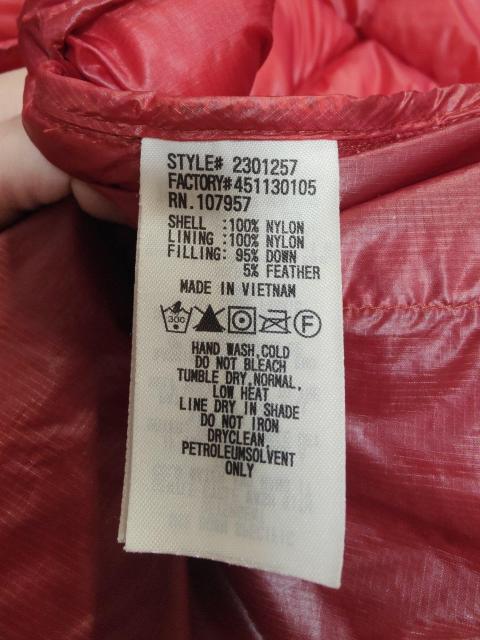 STYLE# 2301257
FACTORY#451130105
RN.107957
SHELL :100% NYLON
LINING :100% NYLON
FILLING: 95% DOWN
5% FEATHER
MADE IN VIETNAM
30C F
HAND WASH,COLD
DO NOT BLEACH
TUMBLE DRY,NORMAL,
LOW HEAT
LINE DRY IN SHADE
DO NOT IRON
DRYCLEAN,
PETROLEUMSOLVENT
ONLY